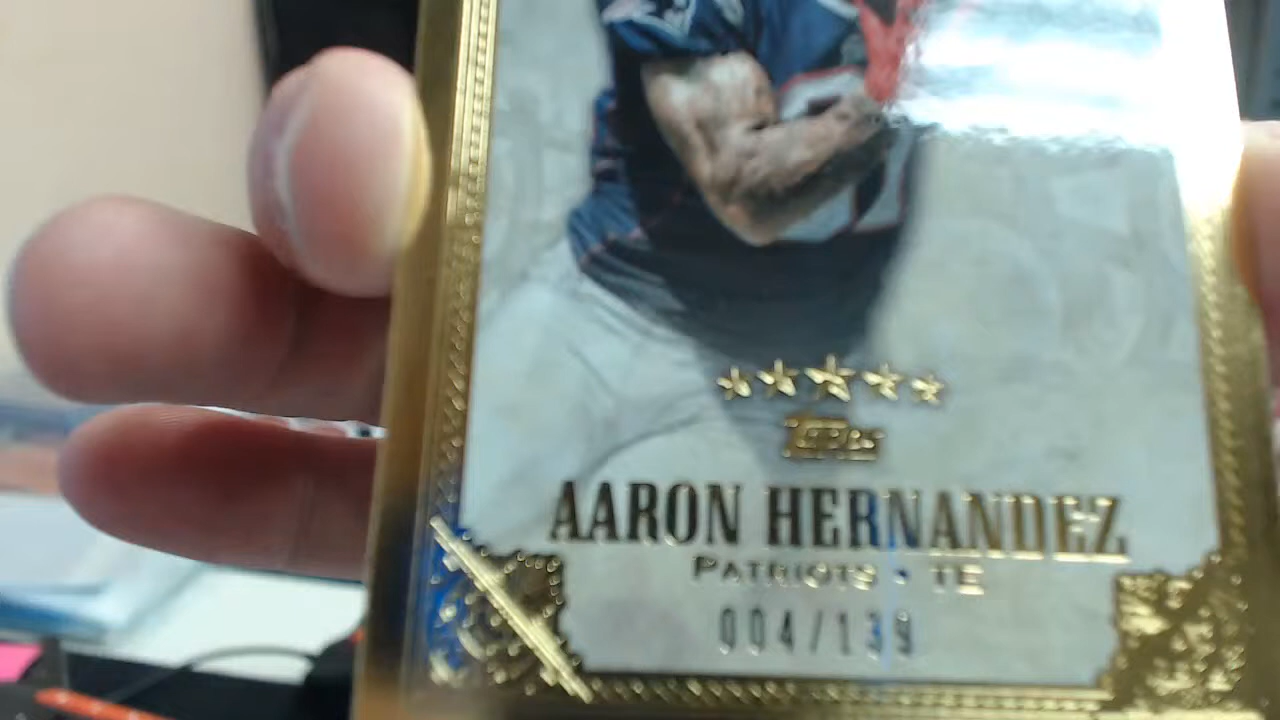 Topps
AARON HERNANDEZ
PATRIOTS • TE
004/139